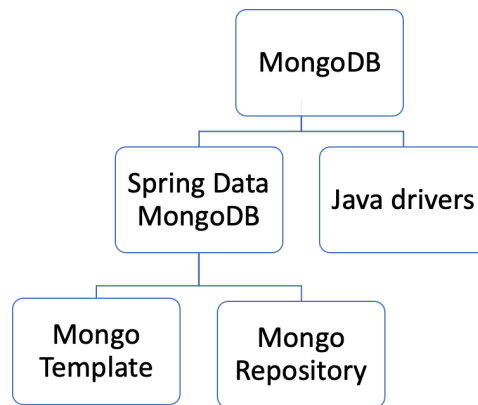 MongoDB
Spring Data
MongoDB
Java drivers
Mongo
Template
Mongo
Repository